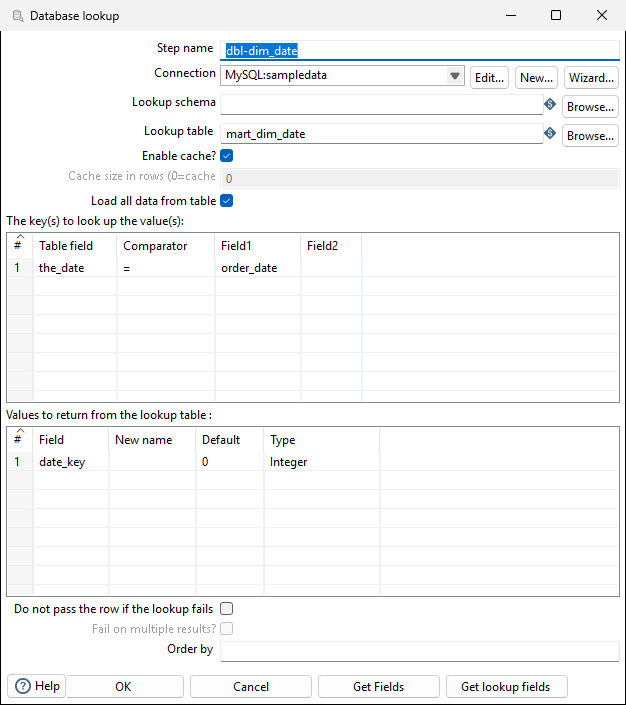 Database lookup
Step name dbl-dim_date
Connection MySQL:sampledata Edit... New... Wizard...
Lookup schema Browse...
Lookup table mart_dim_date Browse...
Enable cache?
Cache size in rows (0=cache 0
Load all data from table
The key(s) to look up the value(s):
# Table field Comparator Field1 Field2
1 the_date = order_date
Values to return from the lookup table :
# Field New name Default Type
1 date_key 0 Integer
Do not pass the row if the lookup fails
Fail on multiple results?
Order by
? Help OK Cancel Get Fields Get lookup fields